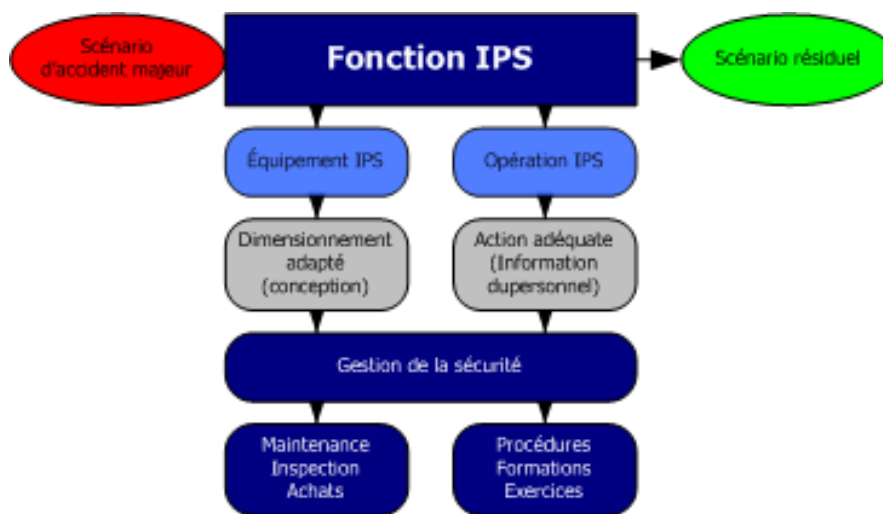 Scénario
d'accident majeur
Fonction IPS
Scénario résiduel
Équipement IPS
Opération IPS
Dimensionnement
adapté
(conception)
Action adéquate
(Information
dupersonnel)
Gestion de la sécurité
Maintenance
Inspection
Achats
Procédures
Formations
Exercices